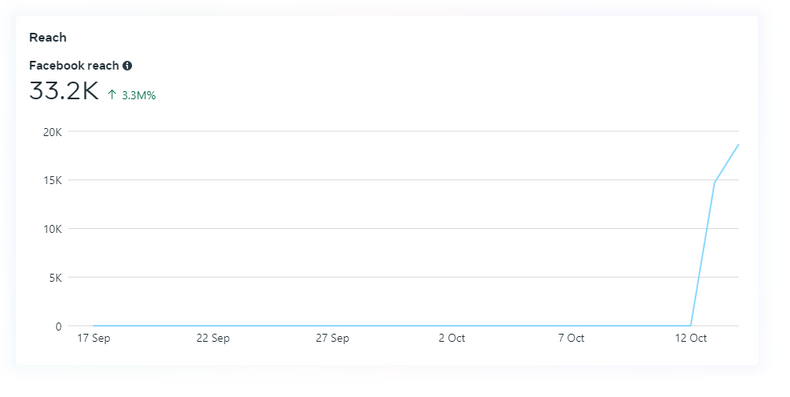 Reach
Facebook reach
33.2K ↑ 3.3M%
20K
15K
10K
5K
0
17 Sep 22 Sep 27 Sep 2 Oct 7 Oct 12 Oct